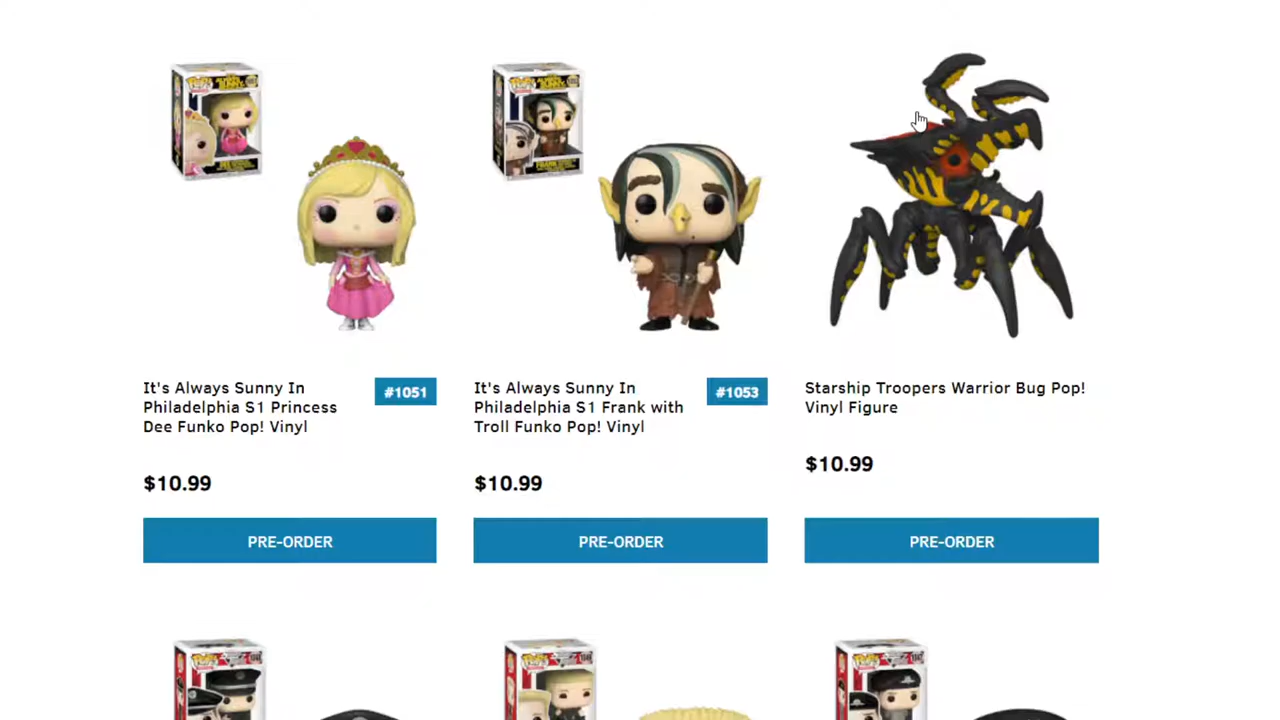 It's Always Sunny In
Philadelphia S1 Princess
Dee Funko Pop! Vinyl
#1051
$10.99
PRE-ORDER
It's Always Sunny In
Philadelphia S1 Frank with
Troll Funko Pop! Vinyl
#1053
$10.99
PRE-ORDER
Starship Troopers Warrior Bug Pop!
Vinyl Figure
$10.99
PRE-ORDER